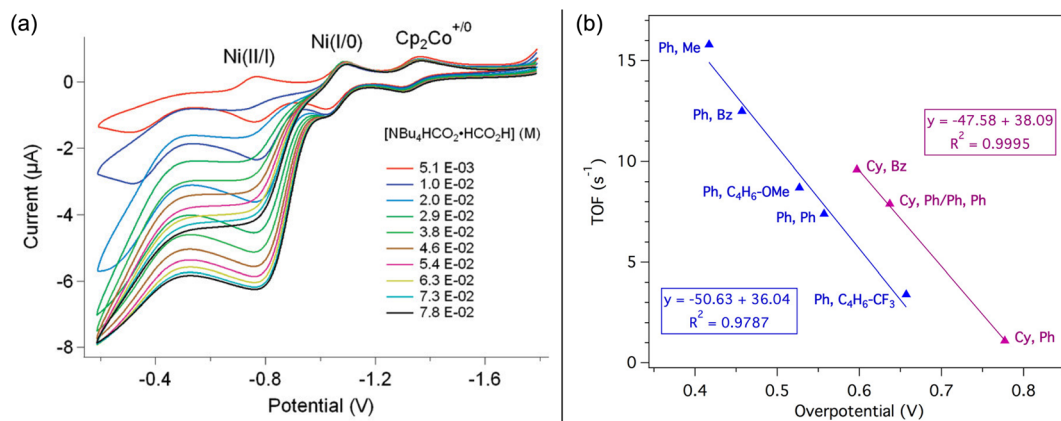 (a)
Ni(II/I)
Ni(I/0)
Cp₂Co⁺/⁰
[NBu₄HCO₂•HCO₂H] (M)
5.1 E-03
1.0 E-02
2.0 E-02
2.9 E-02
3.8 E-02
4.6 E-02
5.4 E-02
6.3 E-02
7.3 E-02
7.8 E-02
Current (μA)
0
-2
-4
-6
-8
-0.4
-0.8
-1.2
-1.6
Potential (V)
(b)
TOF (s⁻¹)
15
10
5
0
Ph, Me
Ph, Bz
Ph, C₄H₆-OMe
Ph, Ph
Ph, C₄H₆-CF₃
Cy, Bz
Cy, Ph/Ph, Ph
Cy, Ph
y = -47.58 + 38.09
R² = 0.9995
y = -50.63 + 36.04
R² = 0.9787
0.4
0.5
0.6
0.7
0.8
Overpotential (V)